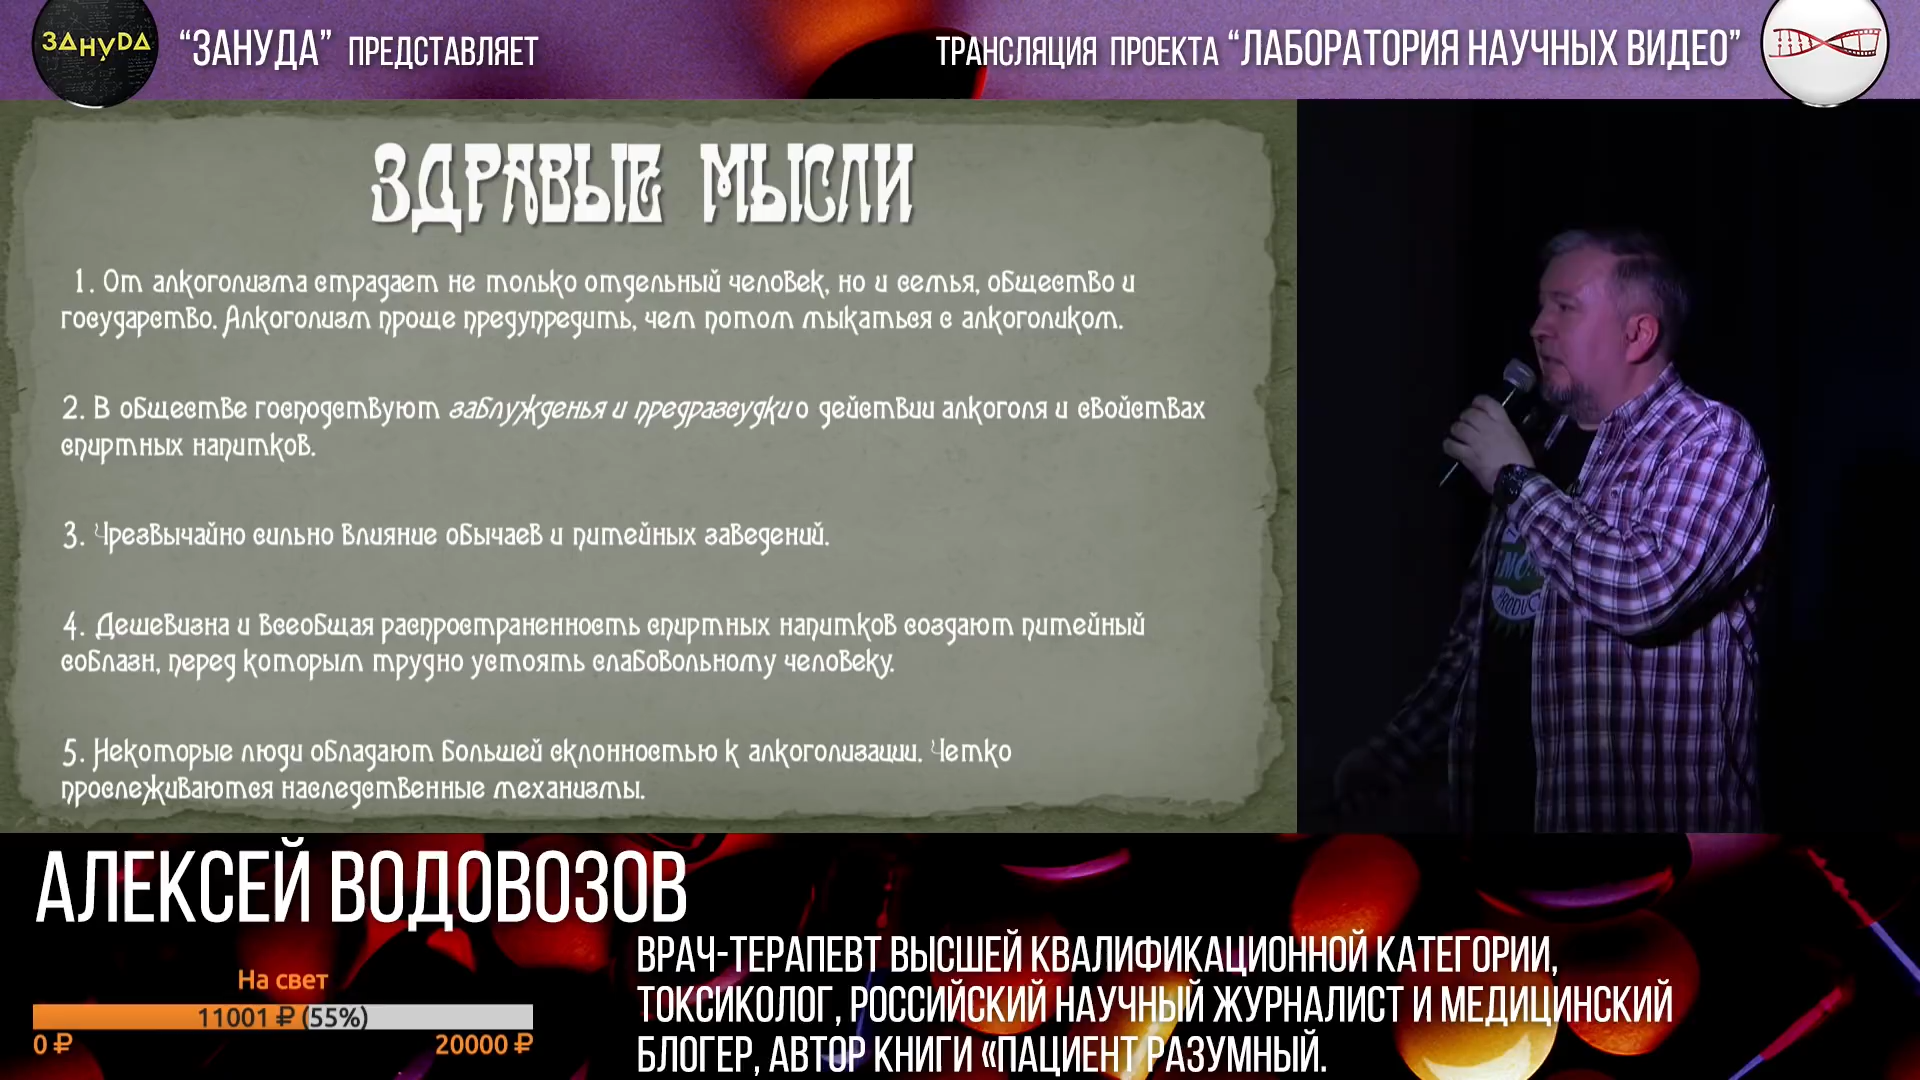 ЗАНУДА
“ЗАНУДА” ПРЕДСТАВЛЯЕТ
ТРАНСЛЯЦИЯ ПРОЕКТА “ЛАБОРАТОРИЯ НАУЧНЫХ ВИДЕО”
ЗДРАВЫЕ МЫСЛИ
1. От алкоголизма страдает не только отдельный человек, но и семья, общество и
государство. Алкоголизм проще предупредить, чем потом мыкаться с алкоголиком.
2. В обществе господствуют заблужденья и предразсудки о действии алкоголя и свойствах
спиртных напитков.
3. Чрезвычайно сильно влияние обычаев и питейных заведений.
4. Дешевизна и всеобщая распространенность спиртных напитков создают питейный
соблазн, перед которым трудно устоять слабовольному человеку.
5. Некоторые люди обладают большей склонностью к алкоголизации. Четко
прослеживаются наследственные механизмы.
АЛЕКСЕЙ ВОДОВОЗОВ
ВРАЧ-ТЕРАПЕВТ ВЫСШЕЙ КВАЛИФИКАЦИОННОЙ КАТЕГОРИИ,
ТОКСИКОЛОГ, РОССИЙСКИЙ НАУЧНЫЙ ЖУРНАЛИСТ И МЕДИЦИНСКИЙ
БЛОГЕР, АВТОР КНИГИ «ПАЦИЕНТ РАЗУМНЫЙ.
На свет
11001 ₽ (55%)
0 ₽
20000 ₽